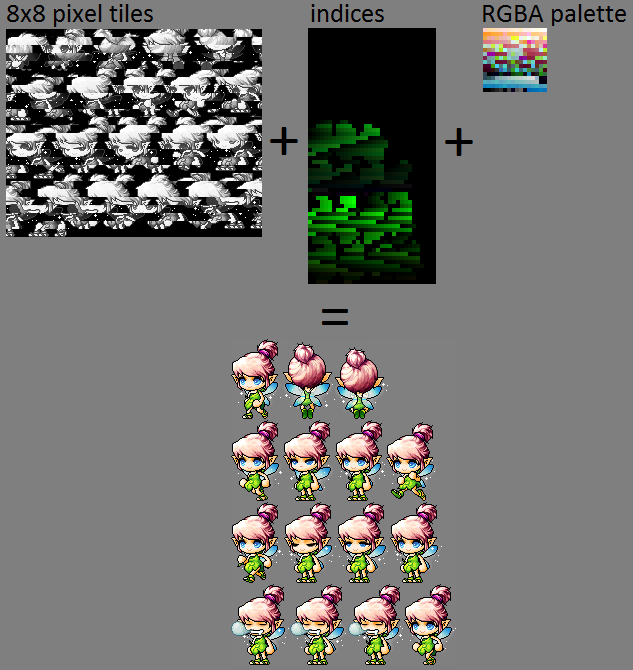 8x8 pixel tiles
indices
RGBA palette
+
+
=